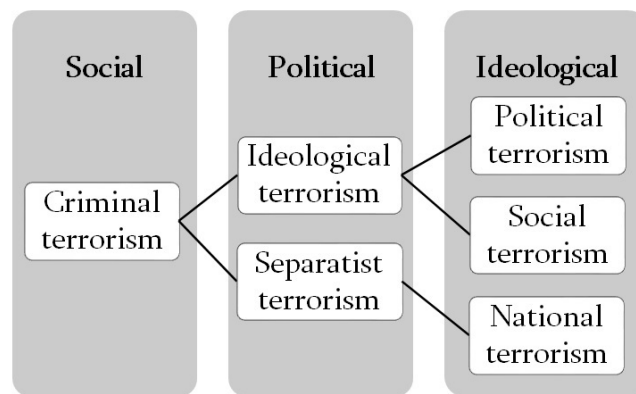 Social
Political
Ideological
Criminal
terrorism
Ideological
terrorism
Separatist
terrorism
Political
terrorism
Social
terrorism
National
terrorism